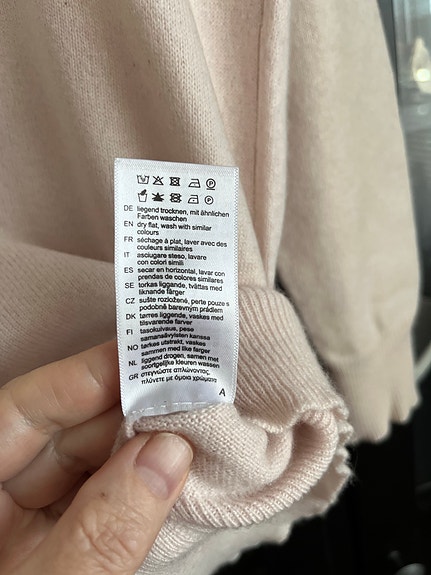 DE liegend trocknen, mit ähnlichen
Farben waschen
EN dry flat, wash with similar
colours
FR séchage à plat, laver avec des
couleurs similaires
IT asciugare steso, lavare
con colori simili
ES secar en horizontal, lavar con
prendas de colores similares
SE torkas liggande, tvättas med
liknande färger
CZ sušte rozložené, perte pouze s
podobně barevným prádlem
DK tørres liggende, vaskes med
tilsvarende farver
FI tasokuivaus, pese
samansävyisten kanssa
NO tørkes utstrakt, vaskes
sammen med like farger
NL liggend drogen, samen met
soortgelijke kleuren wassen
GR στεγνώστε απλώνοντας,
πλύνετε με όμοια χρώματα
A